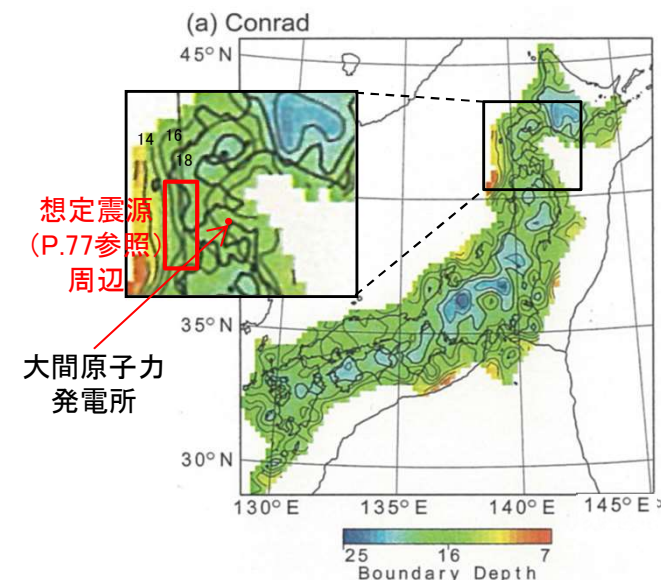 (a) Conrad
45° N
14
16
18
想定震源
(P.77参照)
周辺
大間原子力
発電所
35° N
30° N
130° E
135° E
140° E
145° E
25
16
7
Boundary Depth